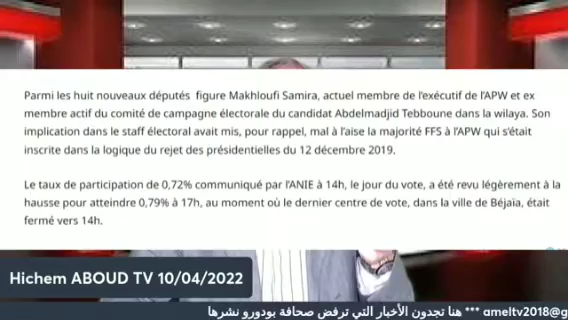 Parmi les huit nouveaux députés figure Makhloufi Samira, actuel membre de l'exécutif de l'APW et ex
membre actif du comité de campagne électorale du candidat Abdelmadjid Tebboune dans la wilaya. Son
implication dans le staff électoral avait mis, pour rappel, mal à l'aise la majorité FFS à l'APW qui s'était
inscrite dans la logique du rejet des présidentielles du 12 décembre 2019.
Le taux de participation de 0,72% communiqué par l'ANIE à 14h, le jour du vote, a été revu légèrement à la
hausse pour atteindre 0,79% à 17h, au moment où le dernier centre de vote, dans la ville de Béjaïa, était
fermé vers 14h.
Hichem ABOUD TV 10/04/2022
ameltv2018@g *** هنا تجدون الأخبار التي ترفض صحافة بودورو نشرها